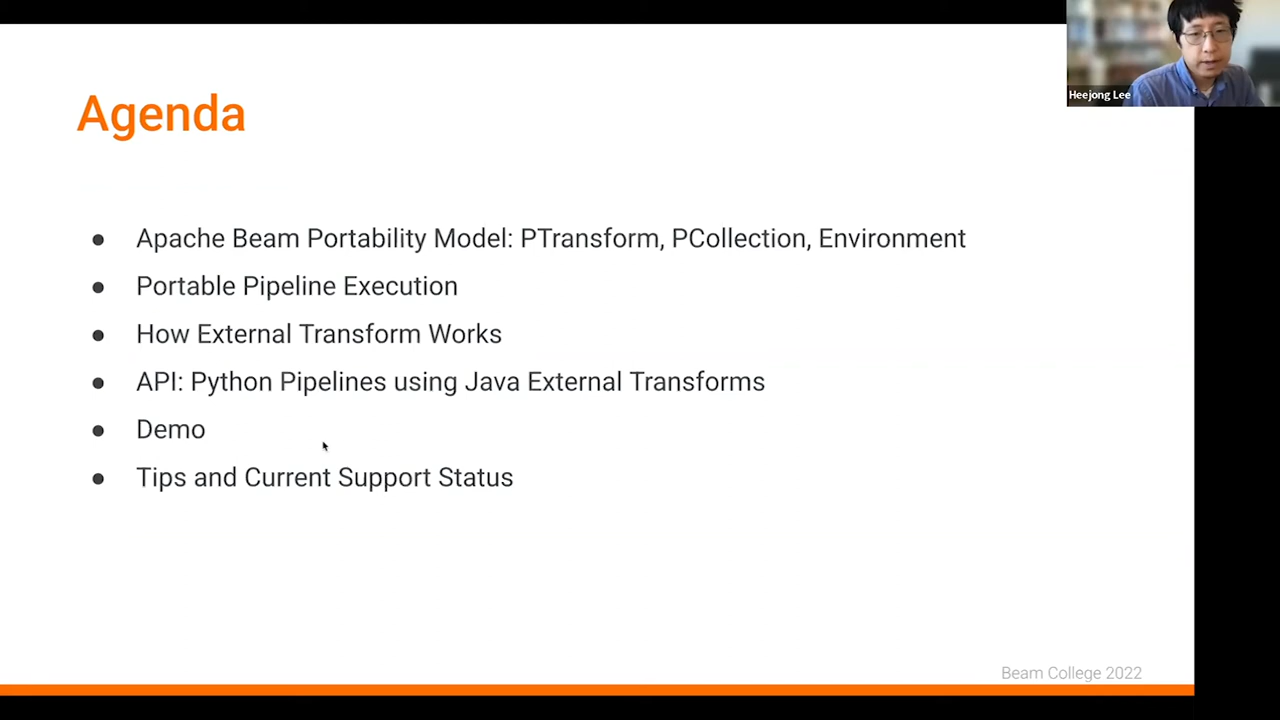 Agenda
Heejong Lee
● Apache Beam Portability Model: PTransform, PCollection, Environment
● Portable Pipeline Execution
● How External Transform Works
● API: Python Pipelines using Java External Transforms
● Demo
● Tips and Current Support Status
Beam College 2022